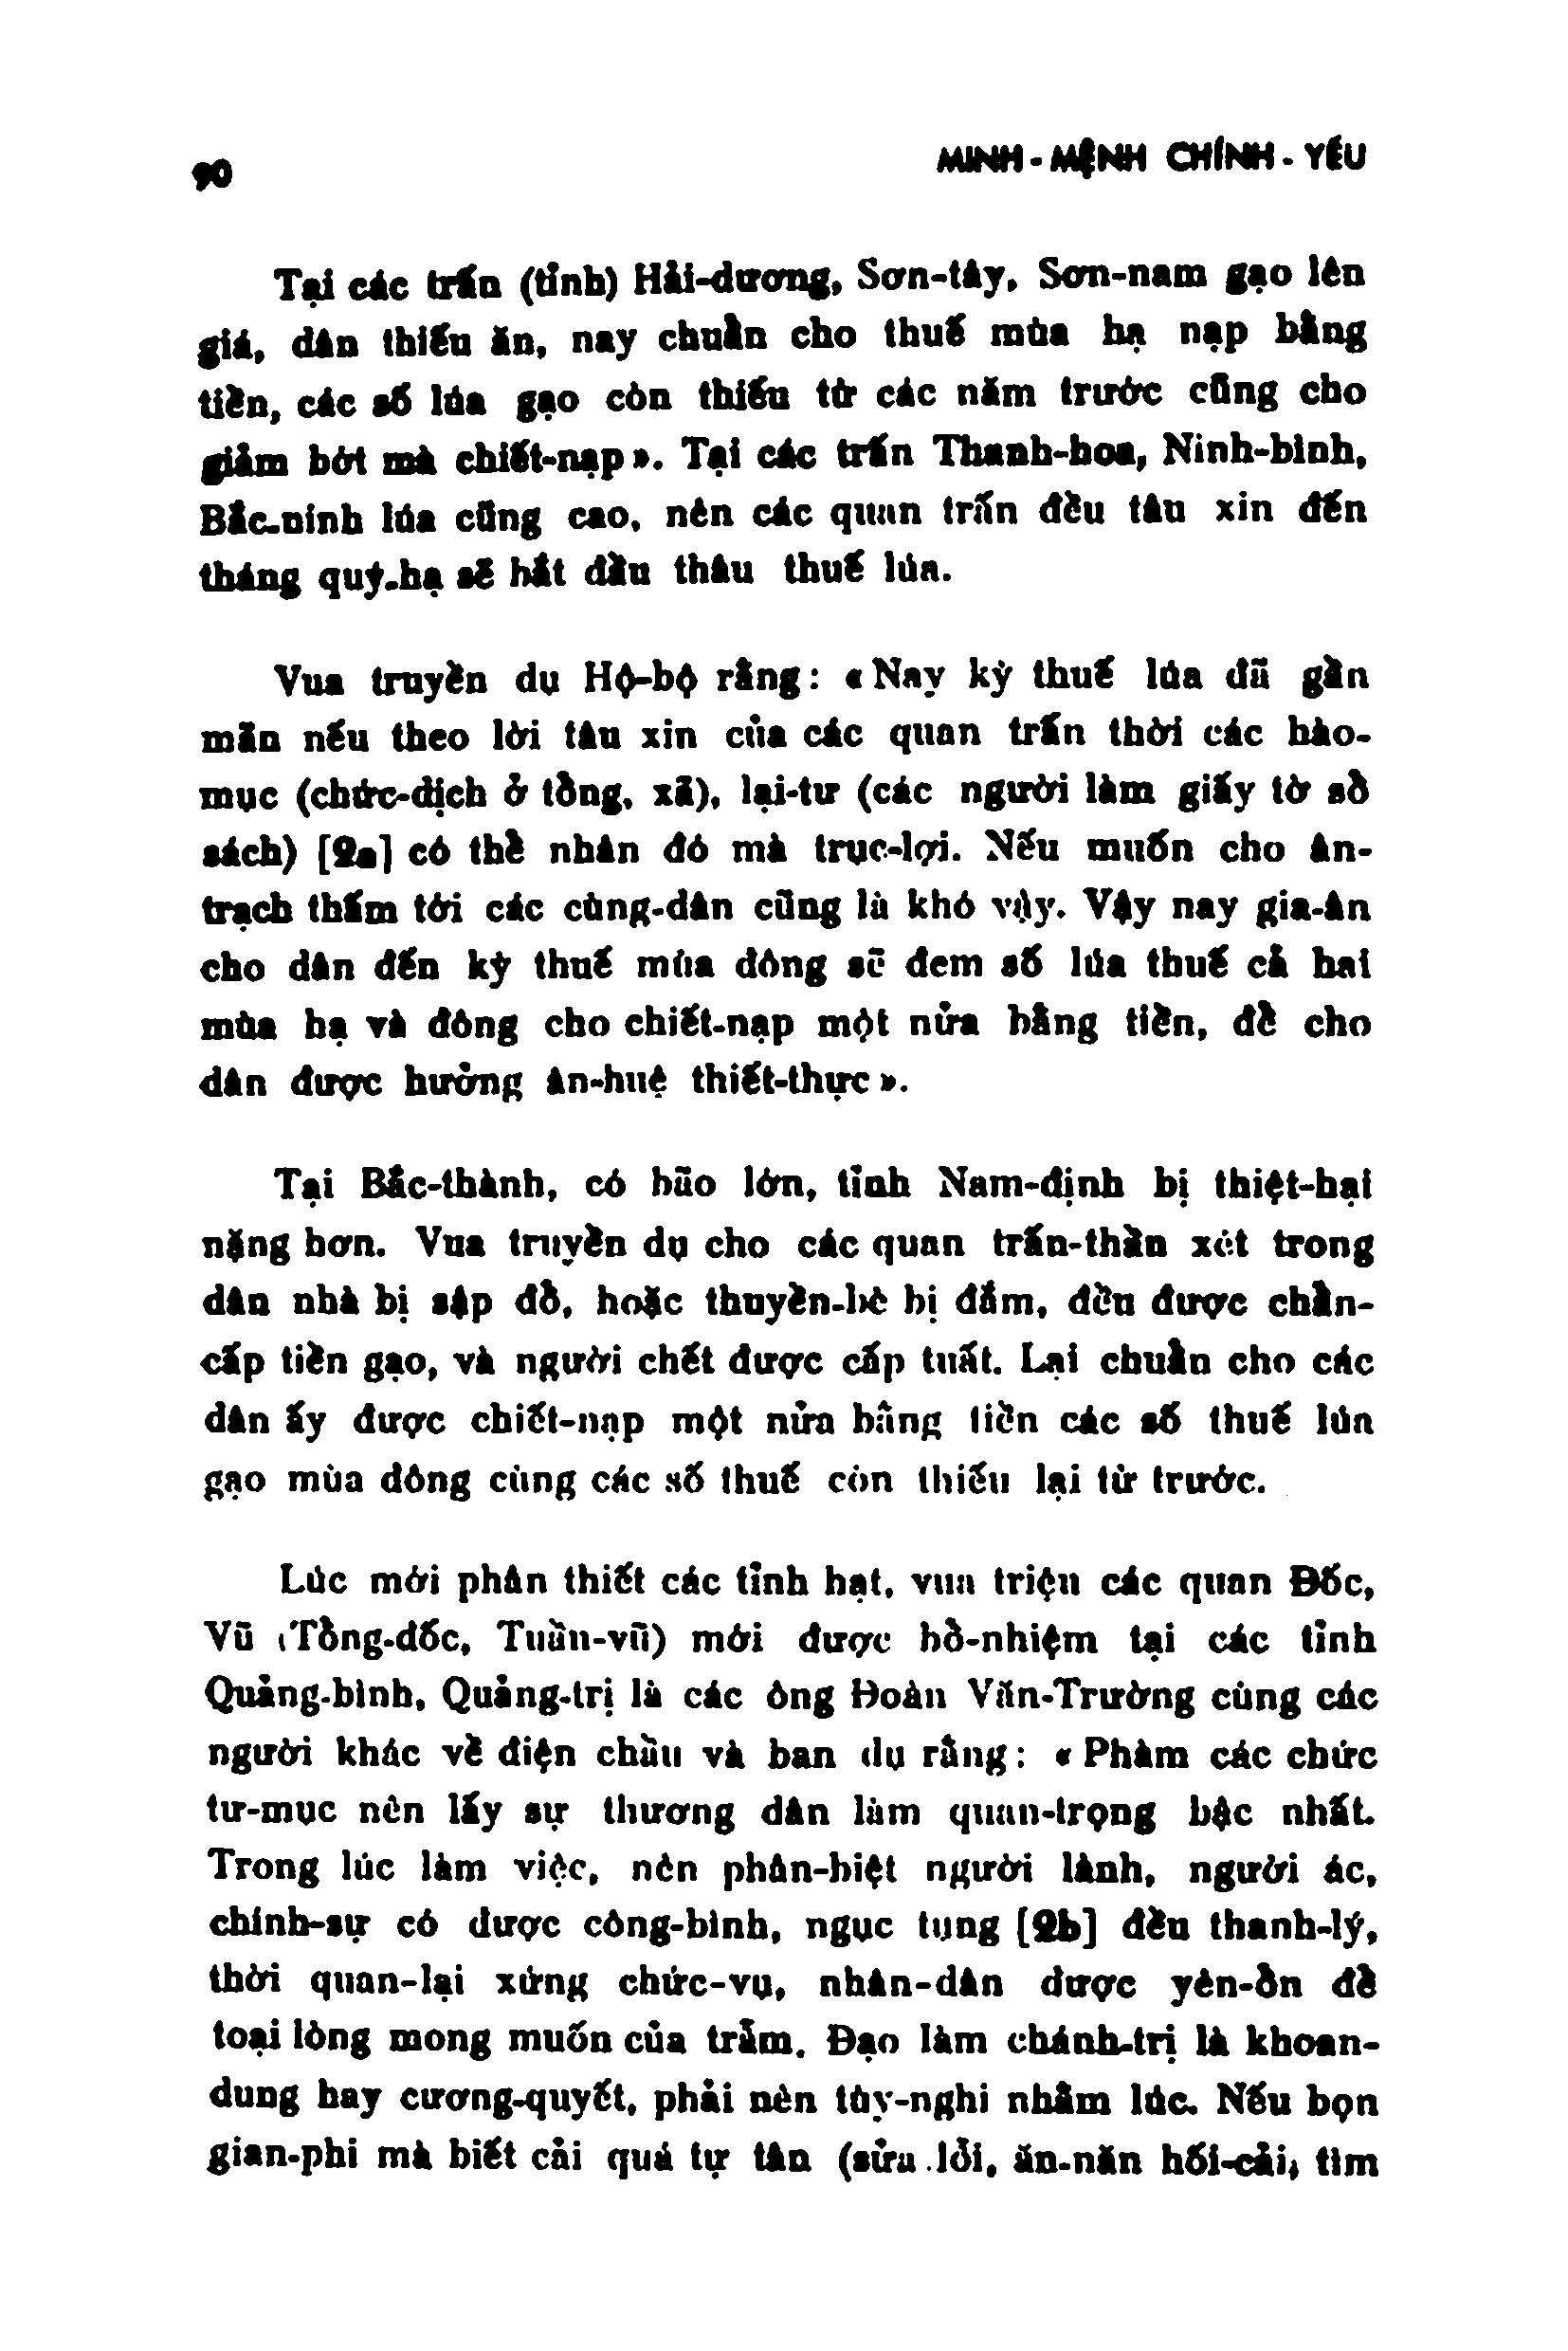 90
MINH-MỆNH CHÍNH-YẾU
Tại các trấn (tỉnh) Hải-dương, Sơn-tây, Sơn-nam gạo lên
giá, dân thiếu ăn, nay chuẩn cho thuế mùa hạ nạp bằng
tiền, các số lúa gạo còn thiếu từ các năm trước cũng cho
giảm bớt mà chiết-nạp». Tại các trấn Thanh-hoa, Ninh-bình,
Bắc-ninh lúa cũng cao, nên các quan trấn đều tâu xin đến
tháng quý-hạ sẽ bắt đầu thâu thuế lúa.
Vua truyền dụ Hộ-bộ rằng: «Nay kỳ thuế lúa đã gần
mãn nếu theo lời tâu xin của các quan trấn thời các hào-
mục (chức-dịch ở tổng, xã), lại-tư (các người làm giấy tờ sổ
sách) [2a] có thể nhân đó mà trục-lợi. Nếu muốn cho ân-
trạch thấm tới các cùng-dân cũng là khó vậy. Vậy nay gia-ân
cho dân đến kỳ thuế mùa đông sẽ đem số lúa thuế cả hai
mùa hạ và đông cho chiết-nạp một nửa bằng tiền, để cho
dân được hưởng ân-huệ thiết-thực».
Tại Bắc-thành, có bão lớn, tỉnh Nam-định bị thiệt-hại
nặng hơn. Vua truyền dụ cho các quan trấn-thần xét trong
dân nhà bị sập đổ, hoặc thuyền-bè bị đắm, đều được chẩn-
cấp tiền gạo, và người chết được cấp tuất. Lại chuẩn cho các
dân ấy được chiết-nạp một nửa bằng tiền các số thuế lúa
gạo mùa đông cùng các số thuế còn thiếu lại từ trước.
Lúc mới phân thiết các tỉnh hạt, vua triệu các quan Đốc,
Vũ (Tổng-đốc, Tuần-vũ) mới được bổ-nhiệm tại các tỉnh
Quảng-bình, Quảng-trị là các ông Đoàn Văn-Trường cùng các
người khác về điện chầu và ban dụ rằng: «Phàm các chức
tư-mục nên lấy sự thương dân làm quan-trọng bậc nhất.
Trong lúc làm việc, nên phân-biệt người lành, người ác,
chính-sự có được công-bình, ngục tụng [2b] đều thanh-lý,
thời quan-lại xứng chức-vụ, nhân-dân được yên-ổn để
toại lòng mong muốn của trẫm. Đạo làm chánh-trị là khoan-
dung hay cương-quyết, phải nên tùy-nghi nhằm lúc. Nếu bọn
gian-phi mà biết cải quá tự tân (sửa lỗi, ăn-năn hối-cải, tìm